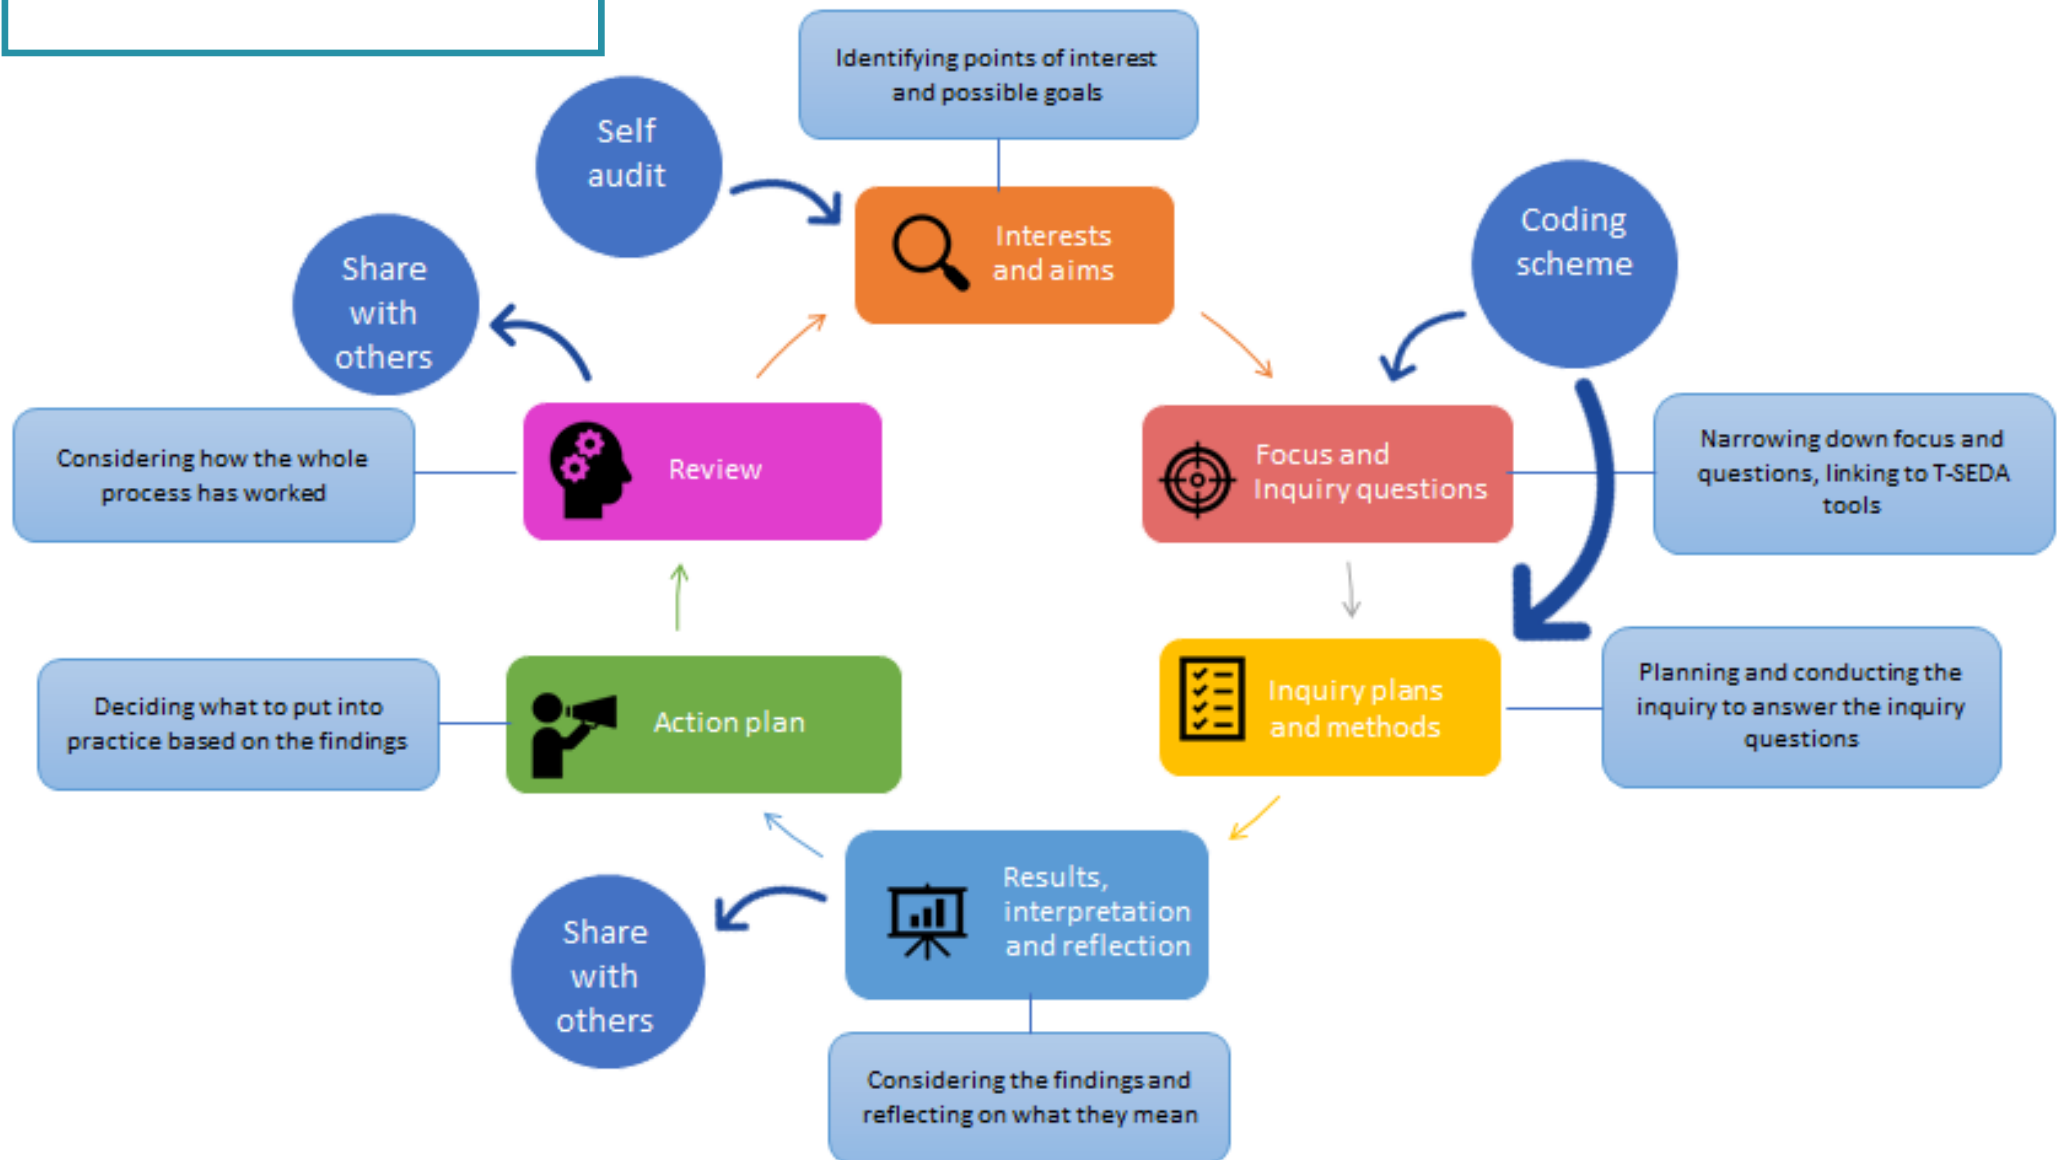 Identifying points of interest
and possible goals
Self
audit
Interests
and aims
Coding
scheme
Share
with
others
Review
Considering how the whole
process has worked
Focus and
Inquiry questions
Narrowing down focus and
questions, linking to T-SEDA
tools
Action plan
Deciding what to put into
practice based on the findings
Inquiry plans
and methods
Planning and conducting the
inquiry to answer the inquiry
questions
Results,
interpretation
and reflection
Share
with
others
Considering the findings and
reflecting on what they mean